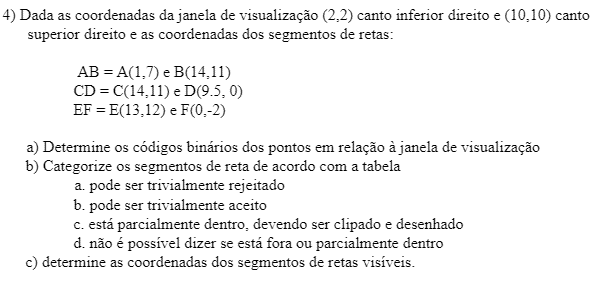 4) Dada as coordenadas da janela de visualização (2,2) canto inferior direito e (10,10) canto
superior direito e as coordenadas dos segmentos de retas:
AB = A(1,7) e B(14,11)
CD = C(14,11) e D(9.5, 0)
EF = E(13,12) e F(0,-2)
a) Determine os códigos binários dos pontos em relação à janela de visualização
b) Categorize os segmentos de reta de acordo com a tabela
a. pode ser trivialmente rejeitado
b. pode ser trivialmente aceito
c. está parcialmente dentro, devendo ser clipado e desenhado
d. não é possível dizer se está fora ou parcialmente dentro
c) determine as coordenadas dos segmentos de retas visíveis.